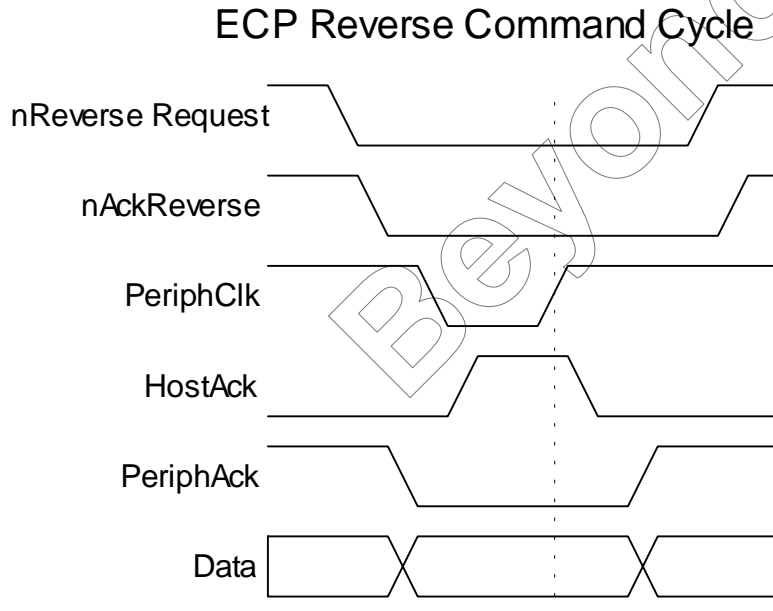 ECP Reverse Command Cycle
nReverse Request
nAckReverse
PeriphClk
HostAck
PeriphAck
Data
Beyond